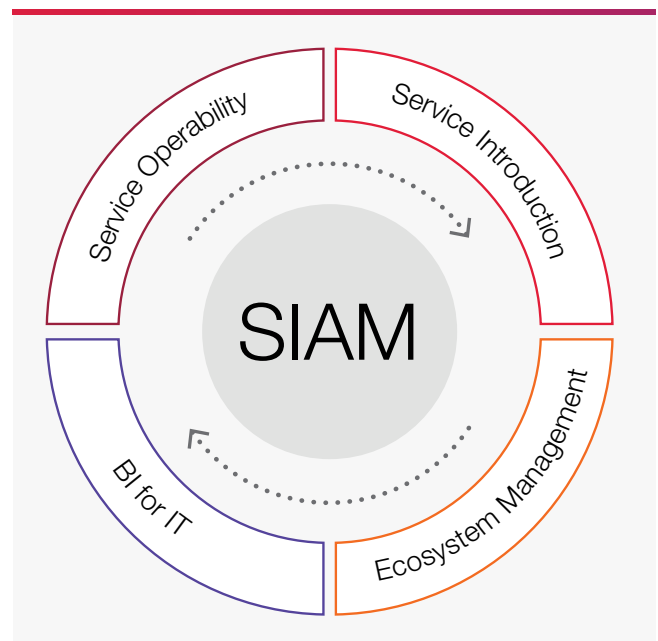 Service Operability
Service Introduction
SIAM
BI for IT
Ecosystem Management